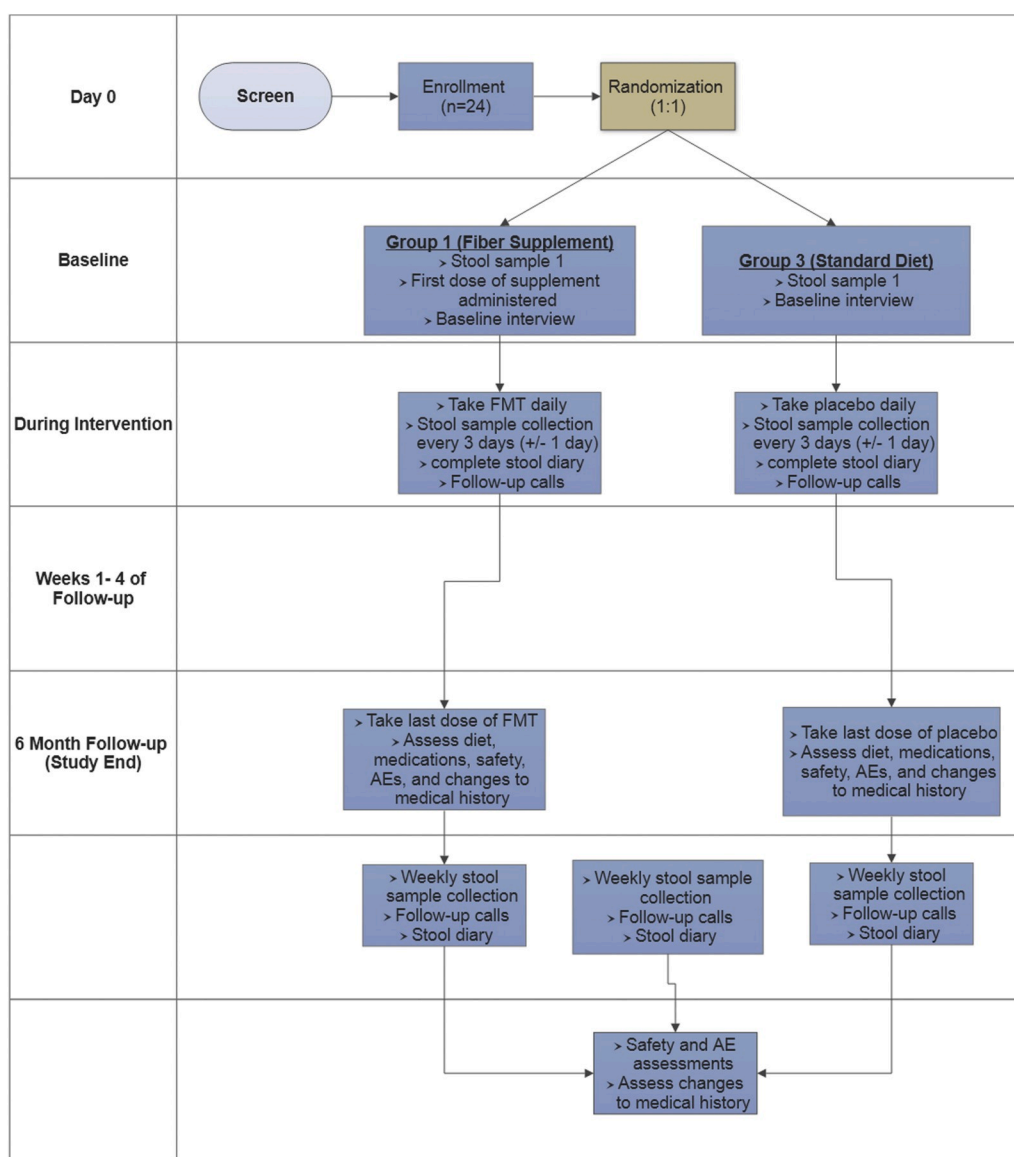 Day 0
Screen
Enrollment
(n=24)
Randomization
(1:1)
Baseline
Group 1 (Fiber Supplement)
➢ Stool sample 1
➢ First dose of supplement
administered
➢ Baseline interview
Group 3 (Standard Diet)
➢ Stool sample 1
➢ Baseline interview
During Intervention
➢ Take FMT daily
➢ Stool sample collection
every 3 days (+/- 1 day)
➢ complete stool diary
➢ Follow-up calls
➢ Take placebo daily
➢ Stool sample collection
every 3 days (+/- 1 day)
➢ complete stool diary
➢ Follow-up calls
Weeks 1- 4 of
Follow-up
6 Month Follow-up
(Study End)
➢ Take last dose of FMT
➢ Assess diet,
medications, safety,
AEs, and changes to
medical history
➢ Take last dose of placebo
➢ Assess diet, medications,
safety, AEs, and changes
to medical history
➢ Weekly stool
sample collection
➢ Follow-up calls
➢ Stool diary
➢ Weekly stool sample
collection
➢ Follow-up calls
➢ Stool diary
➢ Weekly stool
sample collection
➢ Follow-up calls
➢ Stool diary
➢ Safety and AE
assessments
➢ Assess changes
to medical history